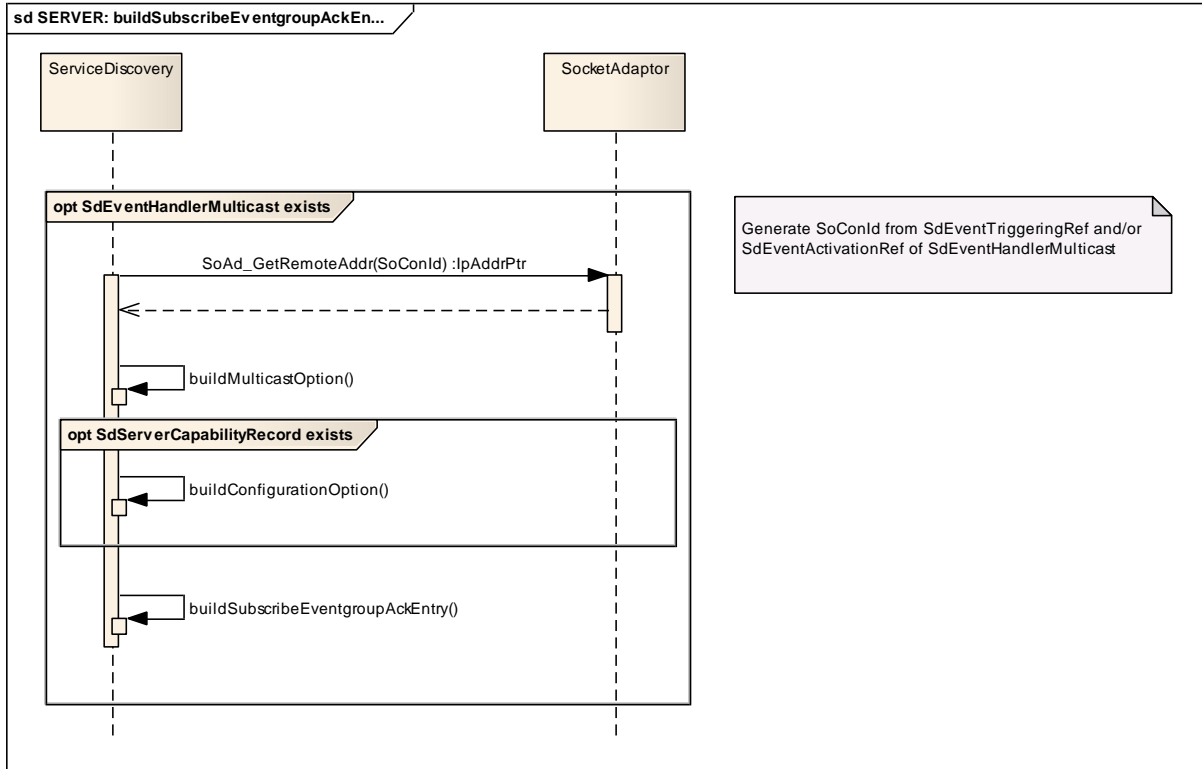 sd SERVER: buildSubscribeEventgroupAckEn...
ServiceDiscovery
SocketAdaptor
opt SdEventHandlerMulticast exists
Generate SoConId from SdEventTriggeringRef and/or
SdEventActivationRef of SdEventHandlerMulticast
SoAd_GetRemoteAddr(SoConId) :IpAddrPtr
buildMulticastOption()
opt SdServerCapabilityRecord exists
buildConfigurationOption()
buildSubscribeEventgroupAckEntry()